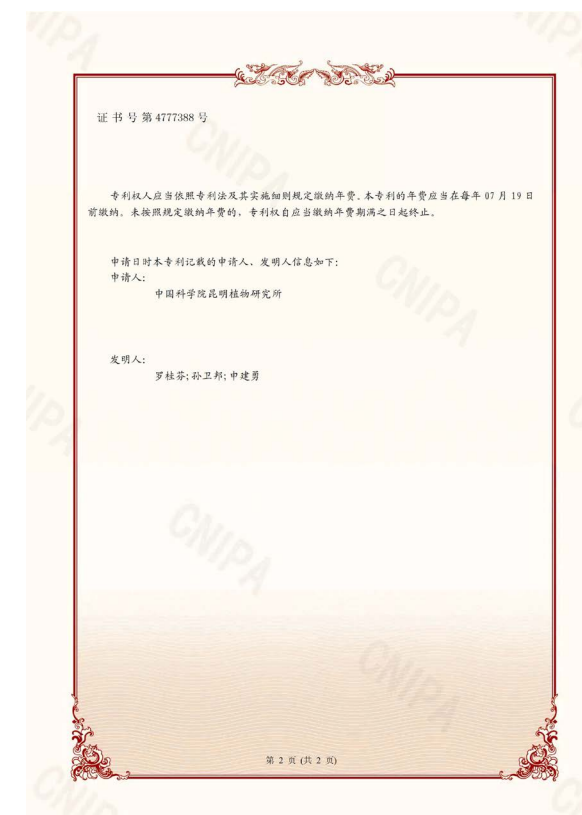 证书号第4777388号
专利权人应当依照专利法及其实施细则规定缴纳年费。本专利的年费应当在每年07月19日
前缴纳。未按照规定缴纳年费的，专利权自应当缴纳年费期满之日起终止。
申请日时本专利记载的申请人、发明人信息如下：
申请人：
中国科学院昆明植物研究所
发明人：
罗桂芬;孙卫邦;申建勇
第 2 页 (共 2 页)
CNIPA
CNIPA
CNIPA
CNIPA